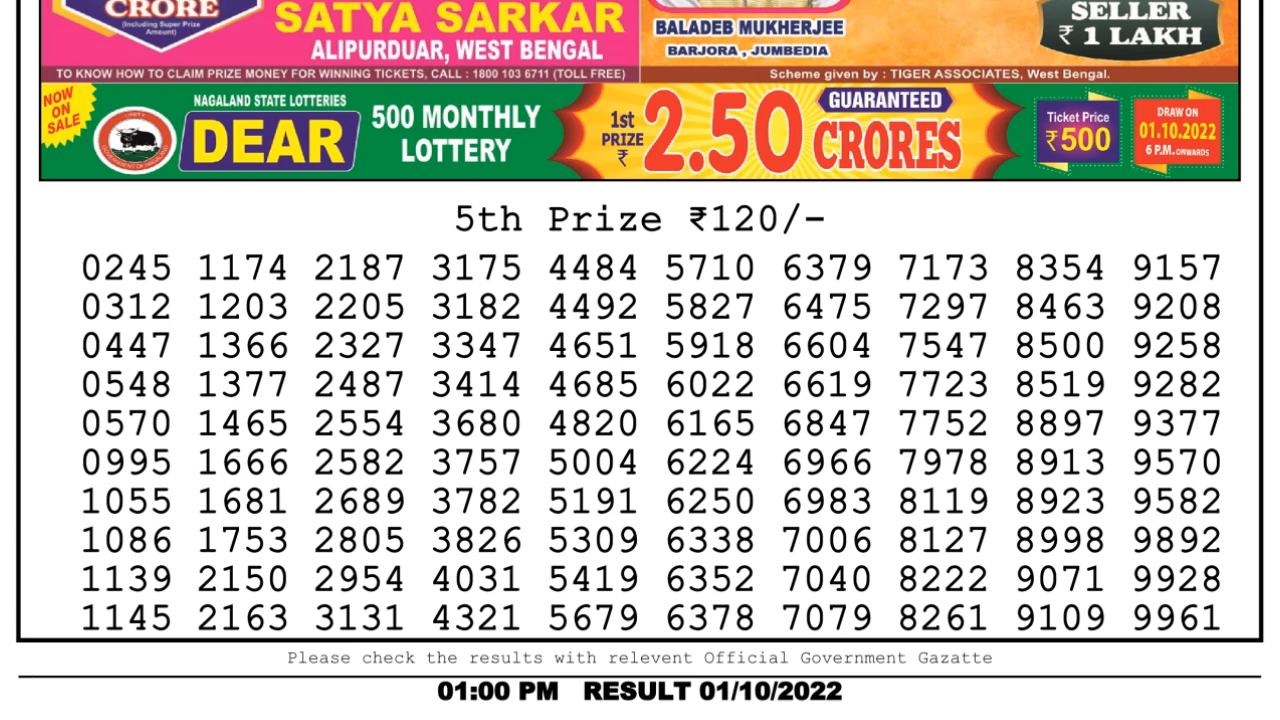 CRORE
(Including Super Prize
Amount)
SATYA SARKAR
ALIPURDUAR, WEST BENGAL
BALADEB MUKHERJEE
BARJORA , JUMBEDIA
SELLER
₹ 1 LAKH
TO KNOW HOW TO CLAIM PRIZE MONEY FOR WINNING TICKETS, CALL : 1800 103 6711 (TOLL FREE)
Scheme given by : TIGER ASSOCIATES, West Bengal.
NOW
ON
SALE
NAGALAND STATE LOTTERIES
DEAR
500 MONTHLY
LOTTERY
1st
PRIZE
₹
2.50
GUARANTEED
CRORES
Ticket Price
₹500
DRAW ON
01.10.2022
6 P.M. ONWARDS
5th Prize ₹120/-
0245 1174 2187 3175 4484 5710 6379 7173 8354 9157
0312 1203 2205 3182 4492 5827 6475 7297 8463 9208
0447 1366 2327 3347 4651 5918 6604 7547 8500 9258
0548 1377 2487 3414 4685 6022 6619 7723 8519 9282
0570 1465 2554 3680 4820 6165 6847 7752 8897 9377
0995 1666 2582 3757 5004 6224 6966 7978 8913 9570
1055 1681 2689 3782 5191 6250 6983 8119 8923 9582
1086 1753 2805 3826 5309 6338 7006 8127 8998 9892
1139 2150 2954 4031 5419 6352 7040 8222 9071 9928
1145 2163 3131 4321 5679 6378 7079 8261 9109 9961
Please check the results with relevent Official Government Gazatte
01:00 PM RESULT 01/10/2022